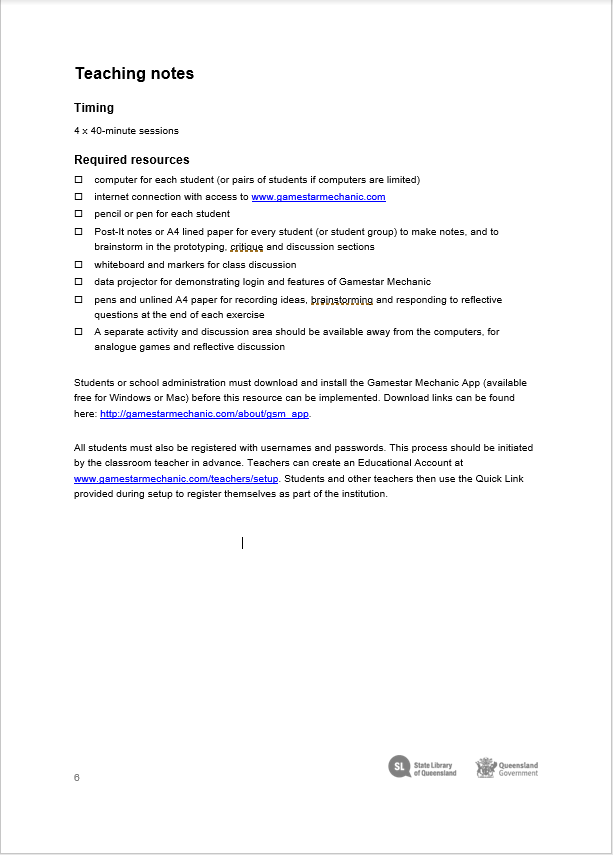 Teaching notes
Timing
4 x 40-minute sessions
Required resources
☐ computer for each student (or pairs of students if computers are limited)
☐ internet connection with access to www.gamestarmechanic.com
☐ pencil or pen for each student
☐ Post-It notes or A4 lined paper for every student (or student group) to make notes, and to
brainstorm in the prototyping, critique and discussion sections
☐ whiteboard and markers for class discussion
☐ data projector for demonstrating login and features of Gamestar Mechanic
☐ pens and unlined A4 paper for recording ideas, brainstorming and responding to reflective
questions at the end of each exercise
☐ A separate activity and discussion area should be available away from the computers, for
analogue games and reflective discussion
Students or school administration must download and install the Gamestar Mechanic App (available
free for Windows or Mac) before this resource can be implemented. Download links can be found
here: http://gamestarmechanic.com/about/gsm_app.
All students must also be registered with usernames and passwords. This process should be initiated
by the classroom teacher in advance. Teachers can create an Educational Account at
www.gamestarmechanic.com/teachers/setup. Students and other teachers then use the Quick Link
provided during setup to register themselves as part of the institution.
6
SL State Library
of Queensland
Queensland
Government